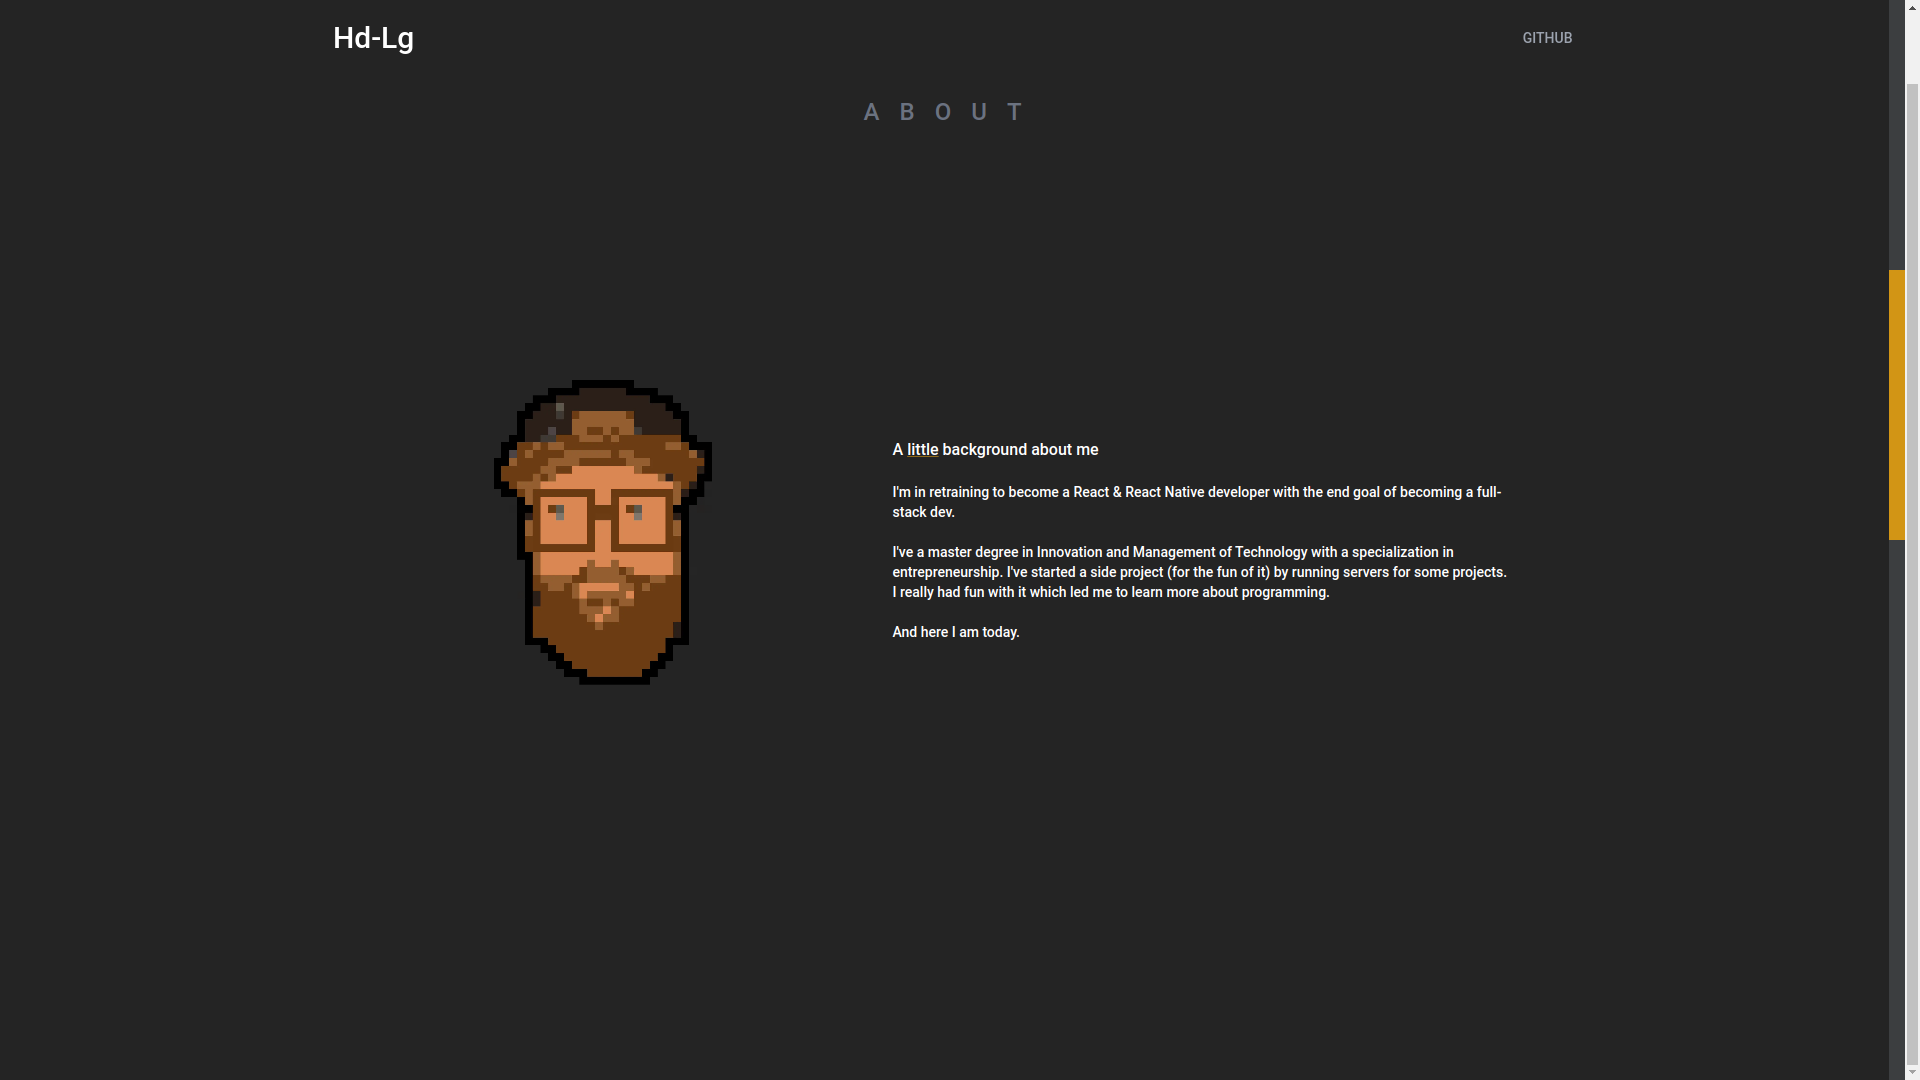 Hd-Lg
GITHUB
ABOUT
A little background about me
I'm in retraining to become a React & React Native developer with the end goal of becoming a full-
stack dev.
I've a master degree in Innovation and Management of Technology with a specialization in
entrepreneurship. I've started a side project (for the fun of it) by running servers for some projects.
I really had fun with it which led me to learn more about programming.
And here I am today.